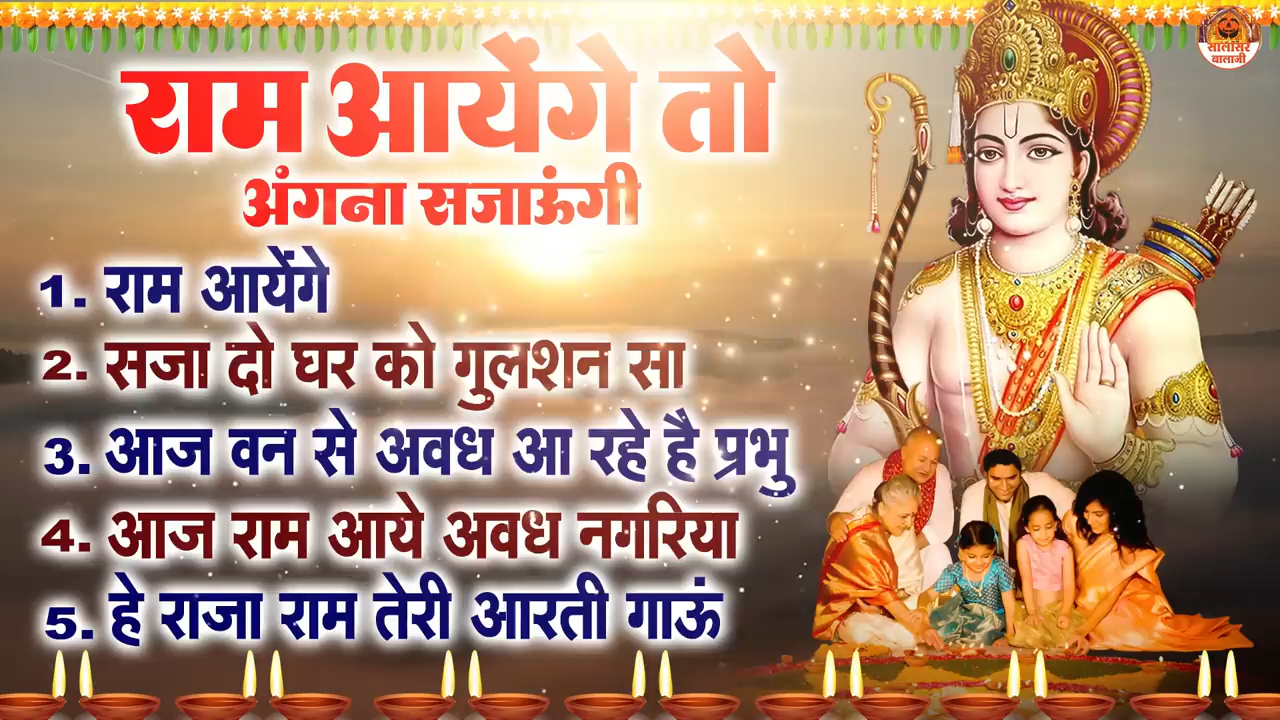 राम आयेंगे तो
अंगना सजाऊंगी
1. राम आयेंगे
2. सजा दो घर को गुलशन सा
3. आज वन से अवध आ रहे है प्रभु
4. आज राम आये अवध नगरिया
5. हे राजा राम तेरी आरती गाऊं
सालासर
बालाजी